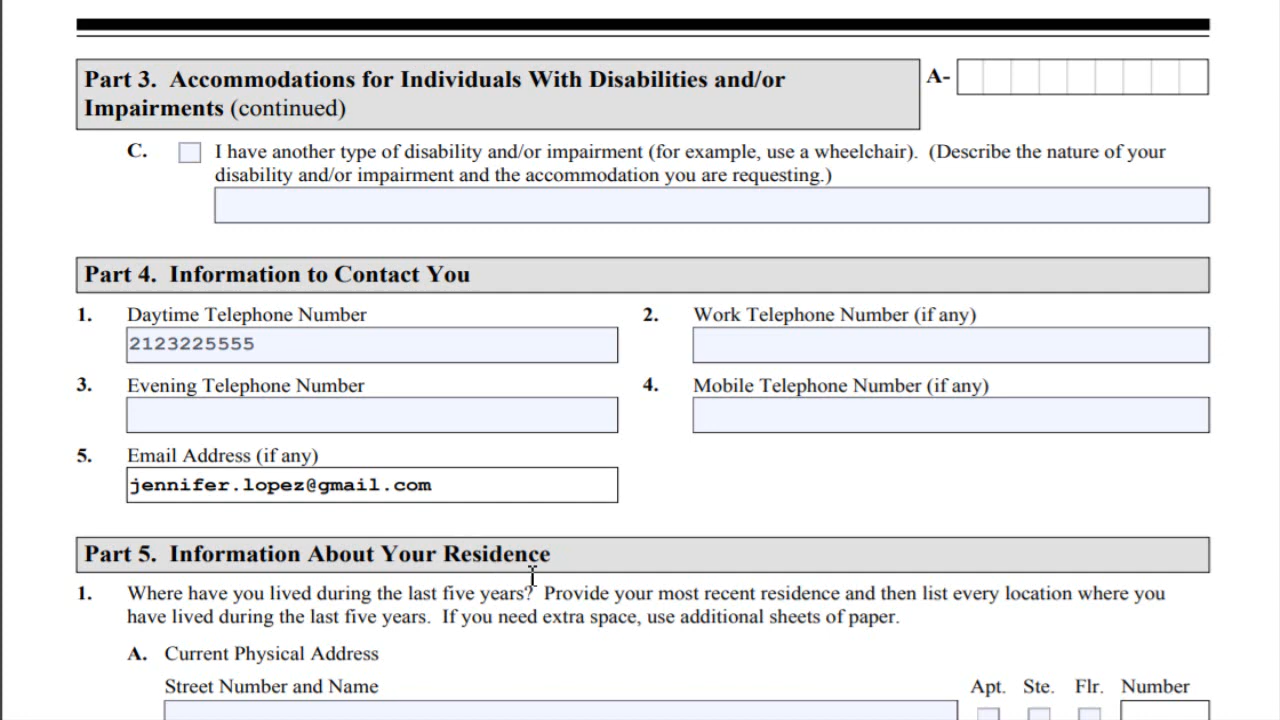 Part 3. Accommodations for Individuals With Disabilities and/or
Impairments (continued)
A-
C. I have another type of disability and/or impairment (for example, use a wheelchair). (Describe the nature of your
disability and/or impairment and the accommodation you are requesting.)
Part 4. Information to Contact You
1. Daytime Telephone Number
2123225555
2. Work Telephone Number (if any)
3. Evening Telephone Number
4. Mobile Telephone Number (if any)
5. Email Address (if any)
jennifer.lopez@gmail.com
Part 5. Information About Your Residence
1. Where have you lived during the last five years? Provide your most recent residence and then list every location where you
have lived during the last five years. If you need extra space, use additional sheets of paper.
A. Current Physical Address
Street Number and Name Apt. Ste. Flr. Number